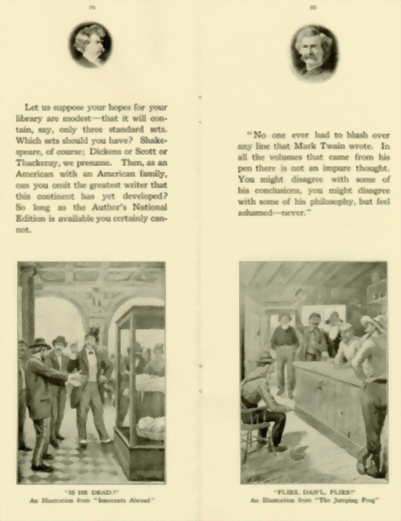 Let us suppose your hopes for your
library are modest—that it will con-
tain, say, only three standard sets.
Which sets should you have? Shake-
speare, of course; Dickens or Scott or
Thackeray, we presume. Then, as an
American with an American family,
can you omit the greatest writer that
this continent has yet developed?
So long as the Author's National
Edition is available you certainly can-
not.
"IS HE DEAD?"
An Illustration from "Innocents Abroad"
"No one ever had to blush over
any line that Mark Twain wrote. In
all the volumes that came from his
pen there is not an impure thought.
You might disagree with some of
his conclusions, you might disagree
with some of his philosophy, but feel
ashamed—never."
"FLIES, DAN'L, FLIES!"
An Illustration from "The Jumping Frog"